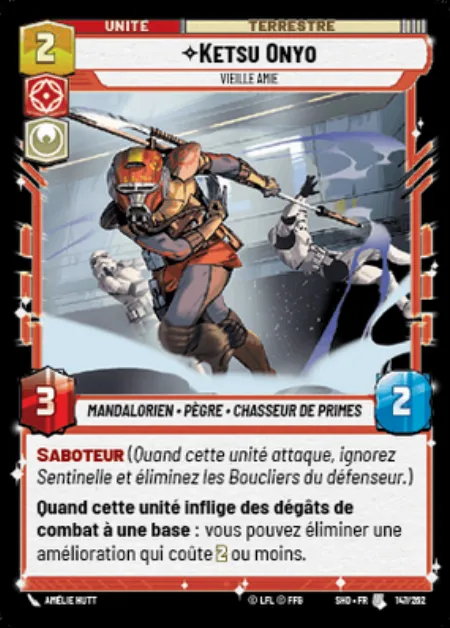 UNITÉ
TERRESTRE
2
✧KETSU ONYO
VIEILLE AMIE
3
MANDALORIEN • PÈGRE • CHASSEUR DE PRIMES
2
SABOTEUR (Quand cette unité attaque, ignorez
Sentinelle et éliminez les Boucliers du défenseur.)
Quand cette unité inflige des dégâts de
combat à une base : vous pouvez éliminer une
amélioration qui coûte 2 ou moins.
AMÉLIE HUTT
© LFL © FFG
SHD • FR
141/262